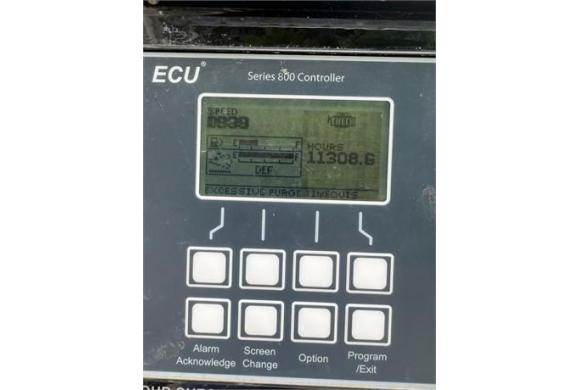 ECU®
Series 800 Controller
SPEED
0939
CHECK
E F
HOURS
E F
11308.6
DEF
EXCESSIVE PURGE TIMEOUTS
Alarm
Acknowledge
Screen
Change
Option
Program
/Exit